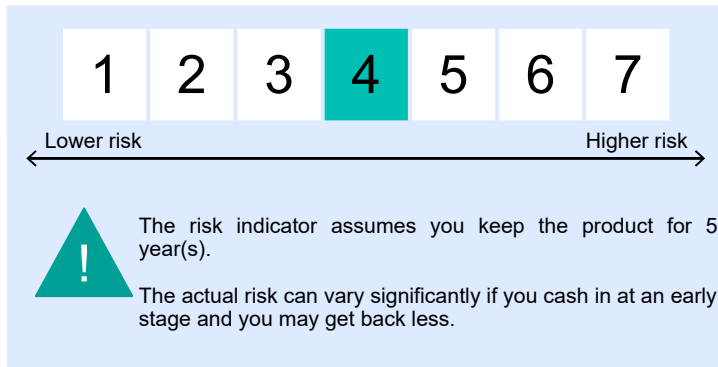 1 2 3 4 5 6 7
Lower risk Higher risk
The risk indicator assumes you keep the product for 5
year(s).
!
The actual risk can vary significantly if you cash in at an early
stage and you may get back less.